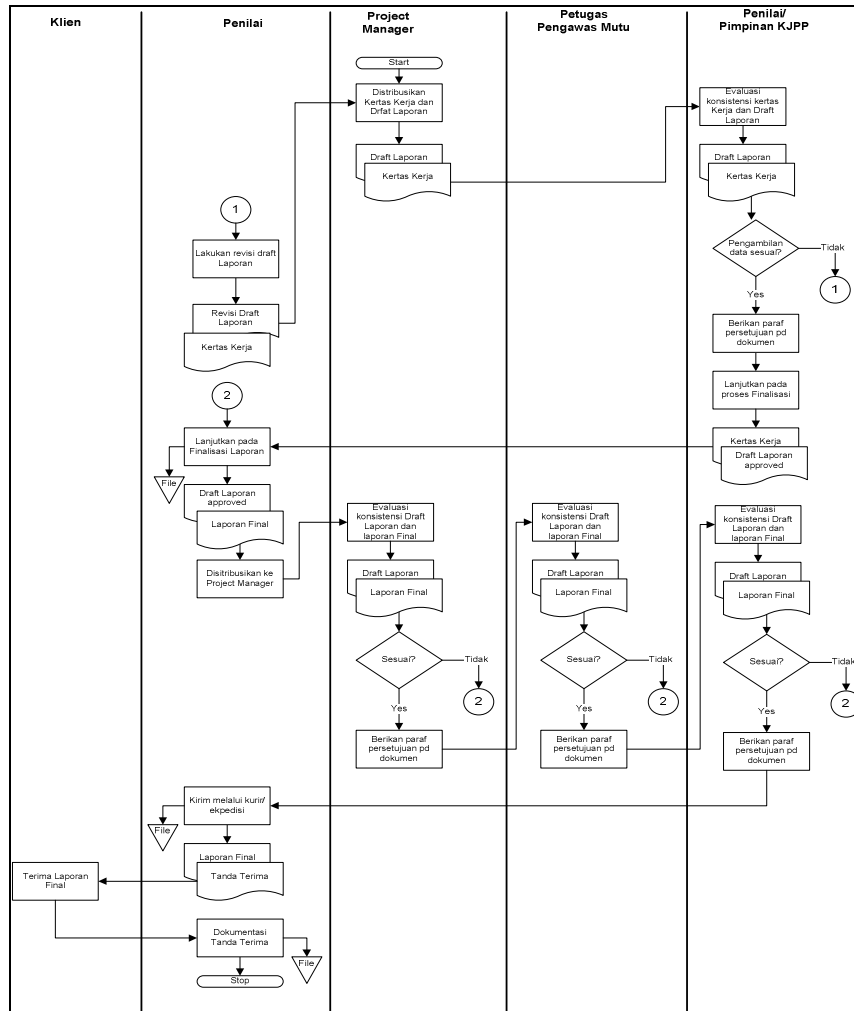 Klien
Penilai
Project
Manager
Petugas
Pengawas Mutu
Penilai/
Pimpinan KJPP
Start
Distribusikan
Kertas Kerja dan
Drfat Laporan
Draft Laporan
Kertas Kerja
Evaluasi
konsistensi kertas
Kerja dan Draft
Laporan
Draft Laporan
Kertas Kerja
Pengambilan
data sesuai?
Tidak
1
Yes
Berikan paraf
persetujuan pd
dokumen
Lanjutkan pada
proses Finalisasi
Kertas Kerja
Draft Laporan
approved
1
Lakukan revisi draft
Laporan
Revisi Draft
Laporan
Kertas Kerja
2
Lanjutkan pada
Finalisasi Laporan
File
Draft Laporan
approved
Laporan Final
Disitribusikan ke
Project Manager
Evaluasi
konsistensi Draft
Laporan dan
laporan Final
Draft Laporan
Laporan Final
Sesuai?
Tidak
2
Yes
Berikan paraf
persetujuan pd
dokumen
Evaluasi
konsistensi Draft
Laporan dan
laporan Final
Draft Laporan
Laporan Final
Sesuai?
Tidak
2
Yes
Berikan paraf
persetujuan pd
dokumen
Evaluasi
konsistensi Draft
Laporan dan
laporan Final
Draft Laporan
Laporan Final
Sesuai?
Tidak
2
Yes
Berikan paraf
persetujuan pd
dokumen
Kirim melalui kurir/
ekpedisi
File
Laporan Final
Tanda Terima
Terima Laporan
Final
Dokumentasi
Tanda Terima
File
Stop